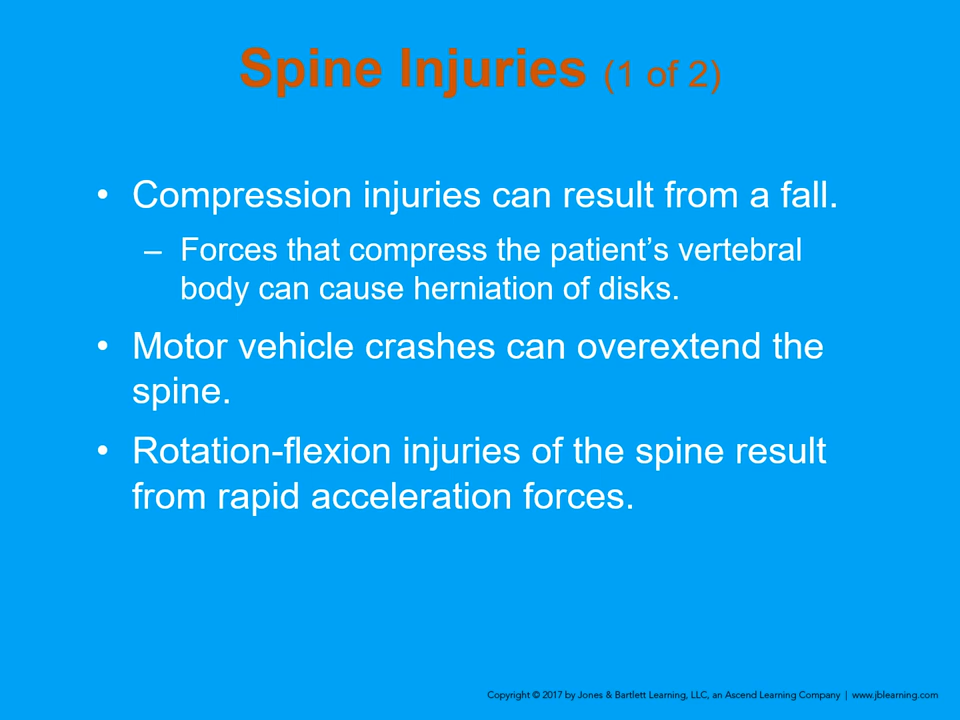 Spine Injuries (1 of 2)
• Compression injuries can result from a fall.
– Forces that compress the patient’s vertebral
body can cause herniation of disks.
• Motor vehicle crashes can overextend the
spine.
• Rotation-flexion injuries of the spine result
from rapid acceleration forces.
Copyright © 2017 by Jones & Bartlett Learning, LLC, an Ascend Learning Company | www.jblearning.com